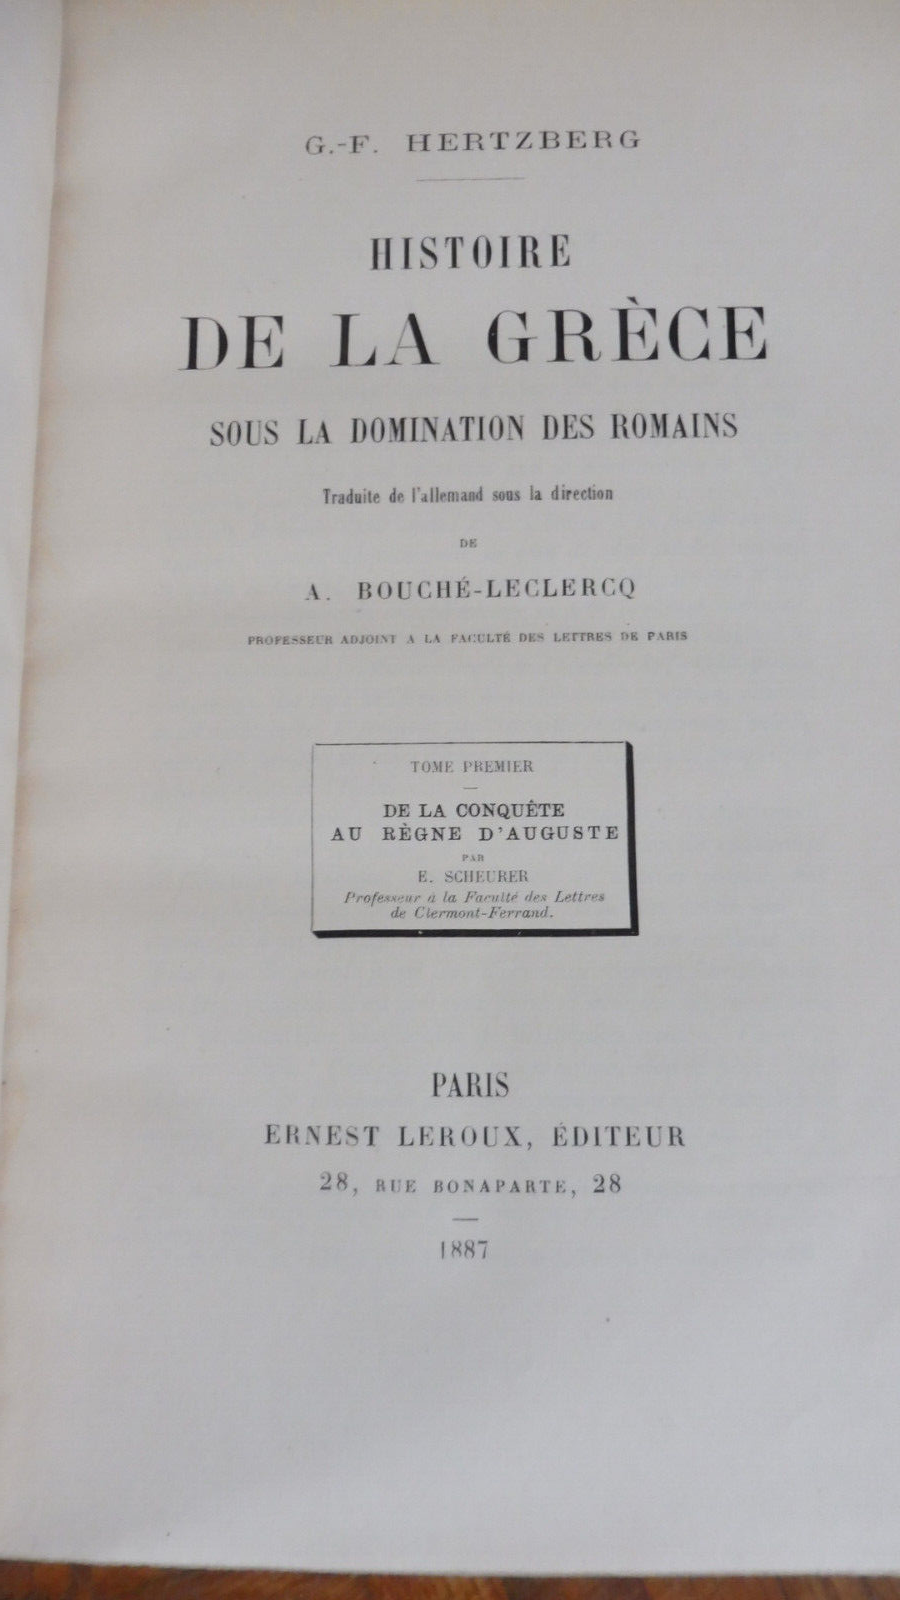 G.-F. HERTZBERG
HISTOIRE
DE LA GRÈCE
SOUS LA DOMINATION DES ROMAINS
Traduite de l'allemand sous la direction
DE
A. BOUCHÉ-LECLERCQ
PROFESSEUR ADJOINT A LA FACULTÉ DES LETTRES DE PARIS
TOME PREMIER
DE LA CONQUÊTE
AU RÈGNE D'AUGUSTE
PAR
E. SCHEURER
Professeur à la Faculté des Lettres
de Clermont-Ferrand.
PARIS
ERNEST LEROUX, ÉDITEUR
28, RUE BONAPARTE, 28
1887